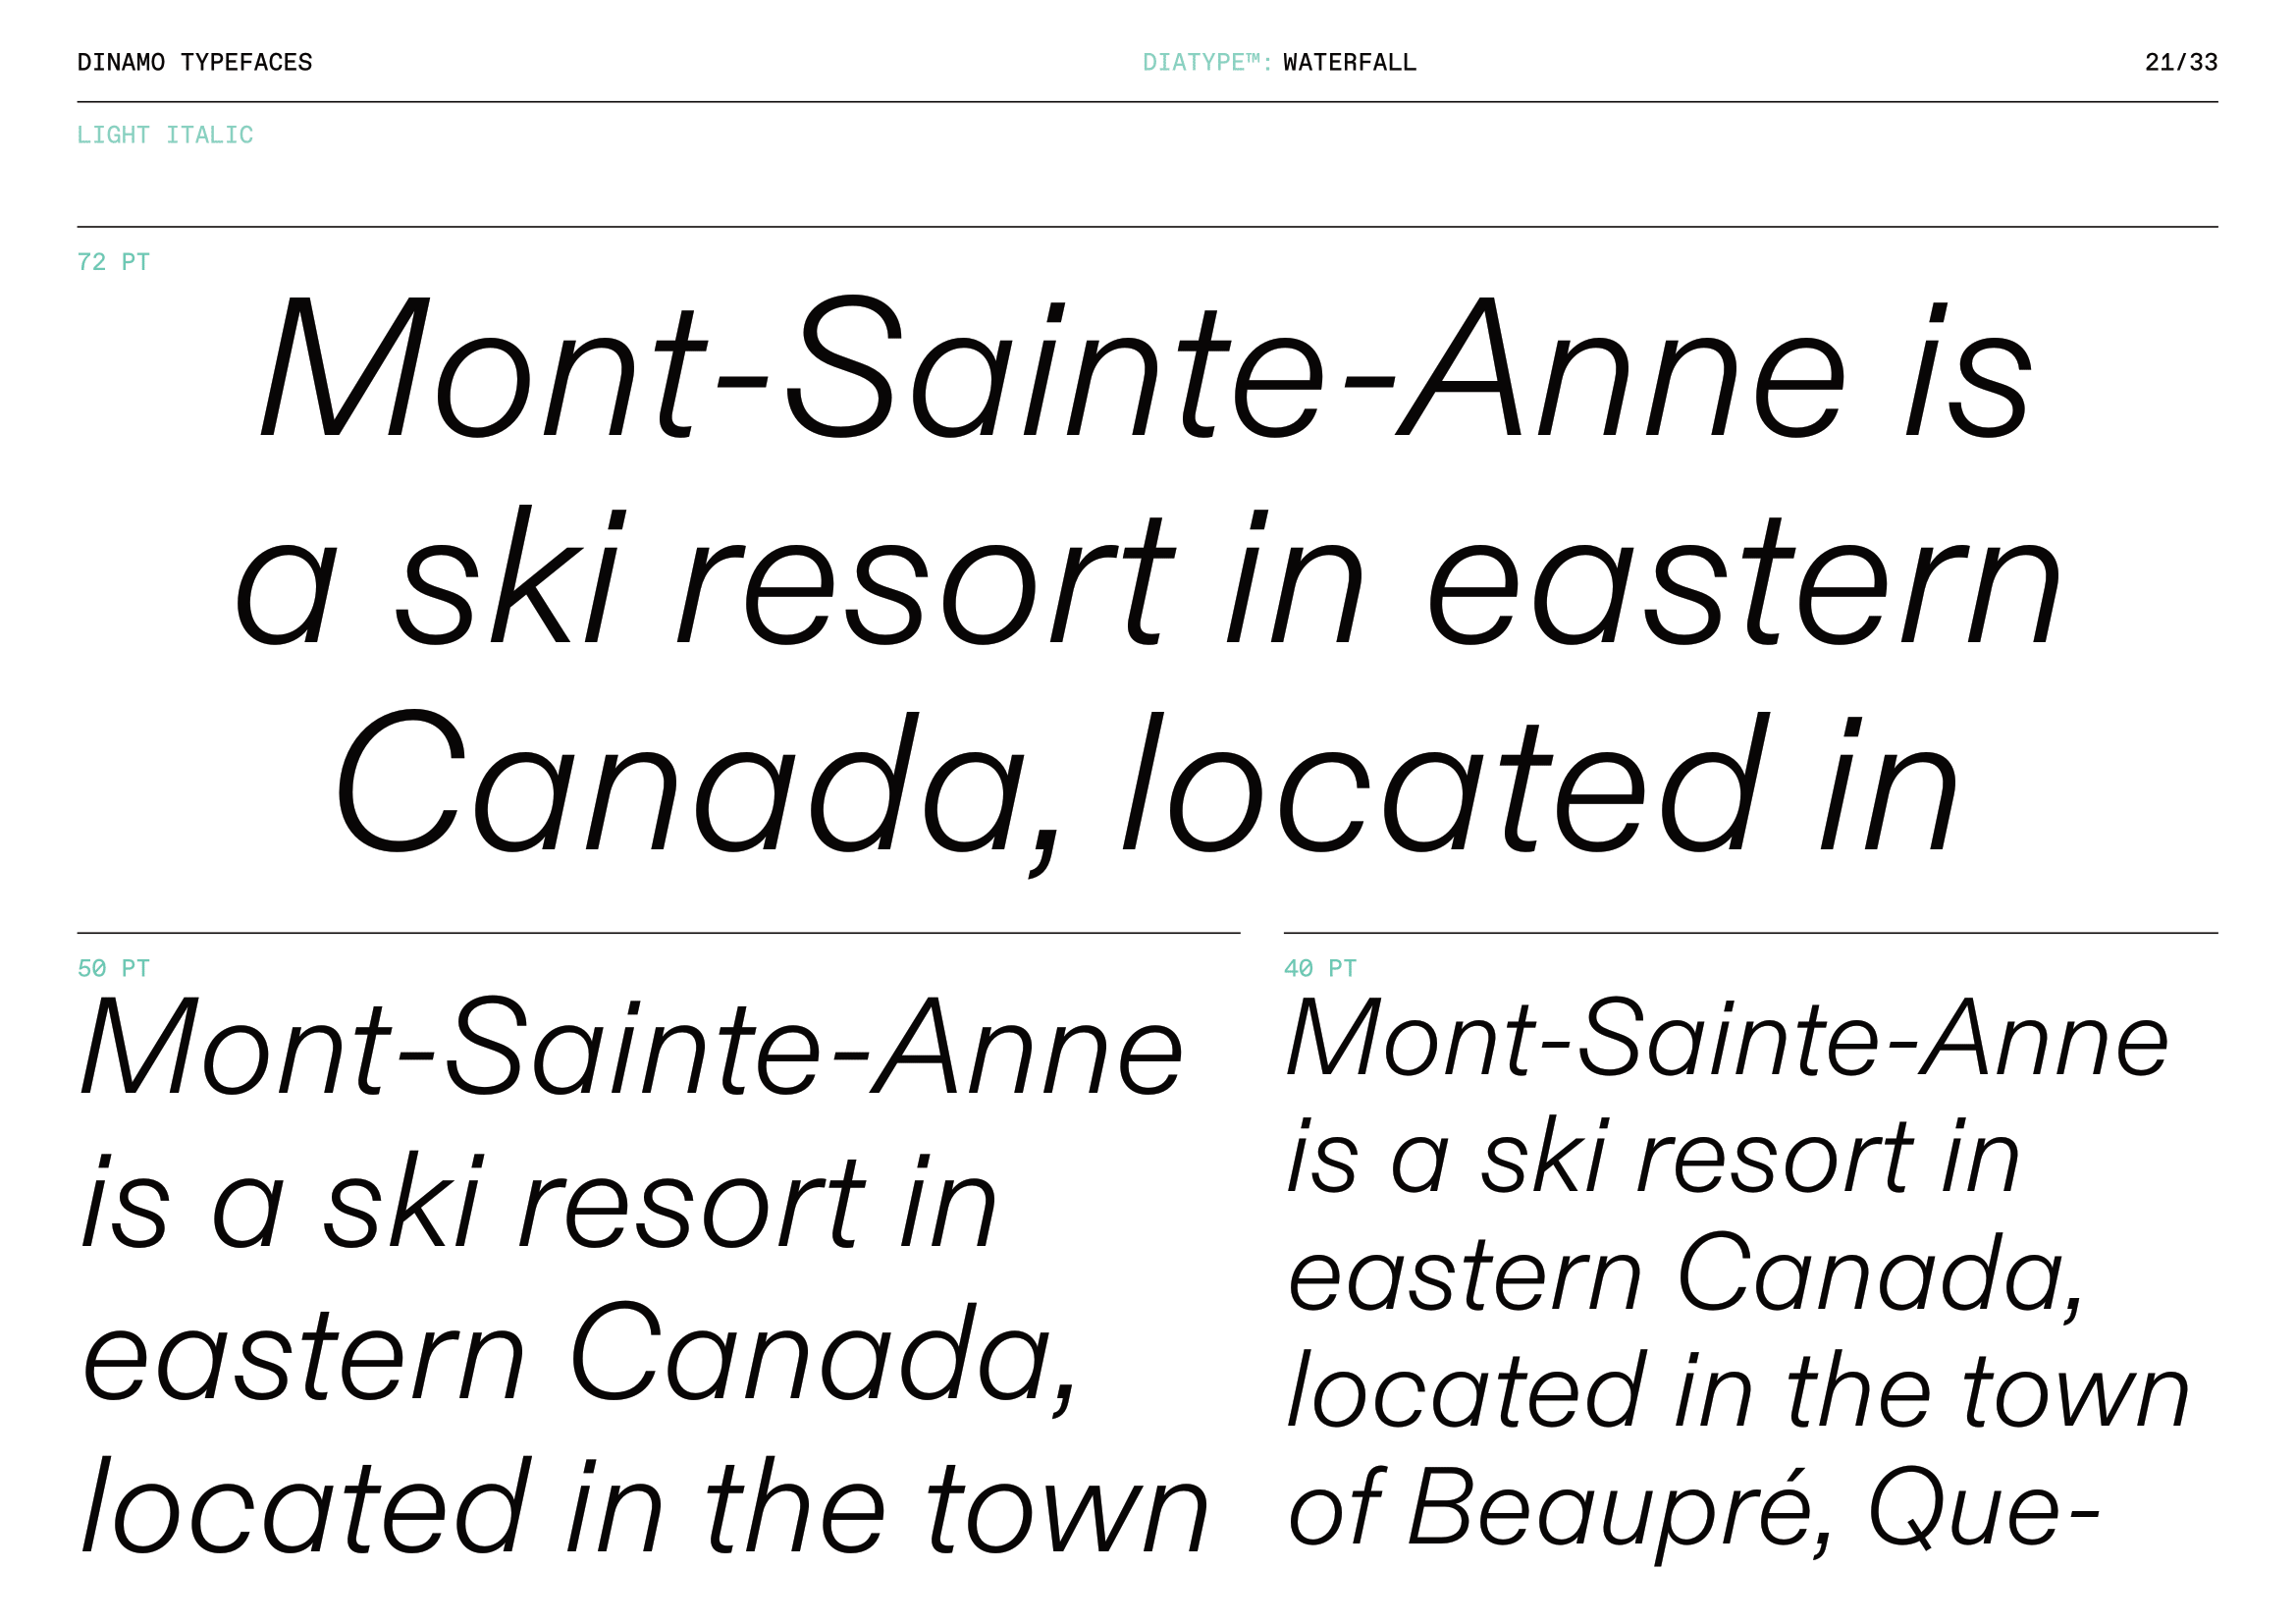 DINAMO TYPEFACES
DIATYPE™: WATERFALL
21/33
LIGHT ITALIC
72 PT
Mont-Sainte-Anne is
a ski resort in eastern
Canada, located in
50 PT
Mont-Sainte-Anne
is a ski resort in
eastern Canada,
located in the town
40 PT
Mont-Sainte-Anne
is a ski resort in
eastern Canada,
located in the town
of Beaupré, Que-